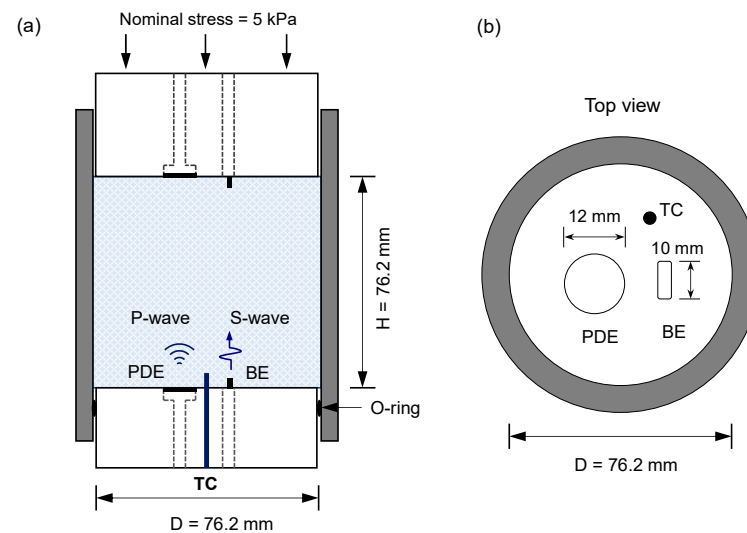 (a)
Nominal stress = 5 kPa
P-wave
S-wave
PDE
BE
H = 76.2 mm
O-ring
TC
D = 76.2 mm
(b)
Top view
TC
12 mm
10 mm
PDE
BE
D = 76.2 mm